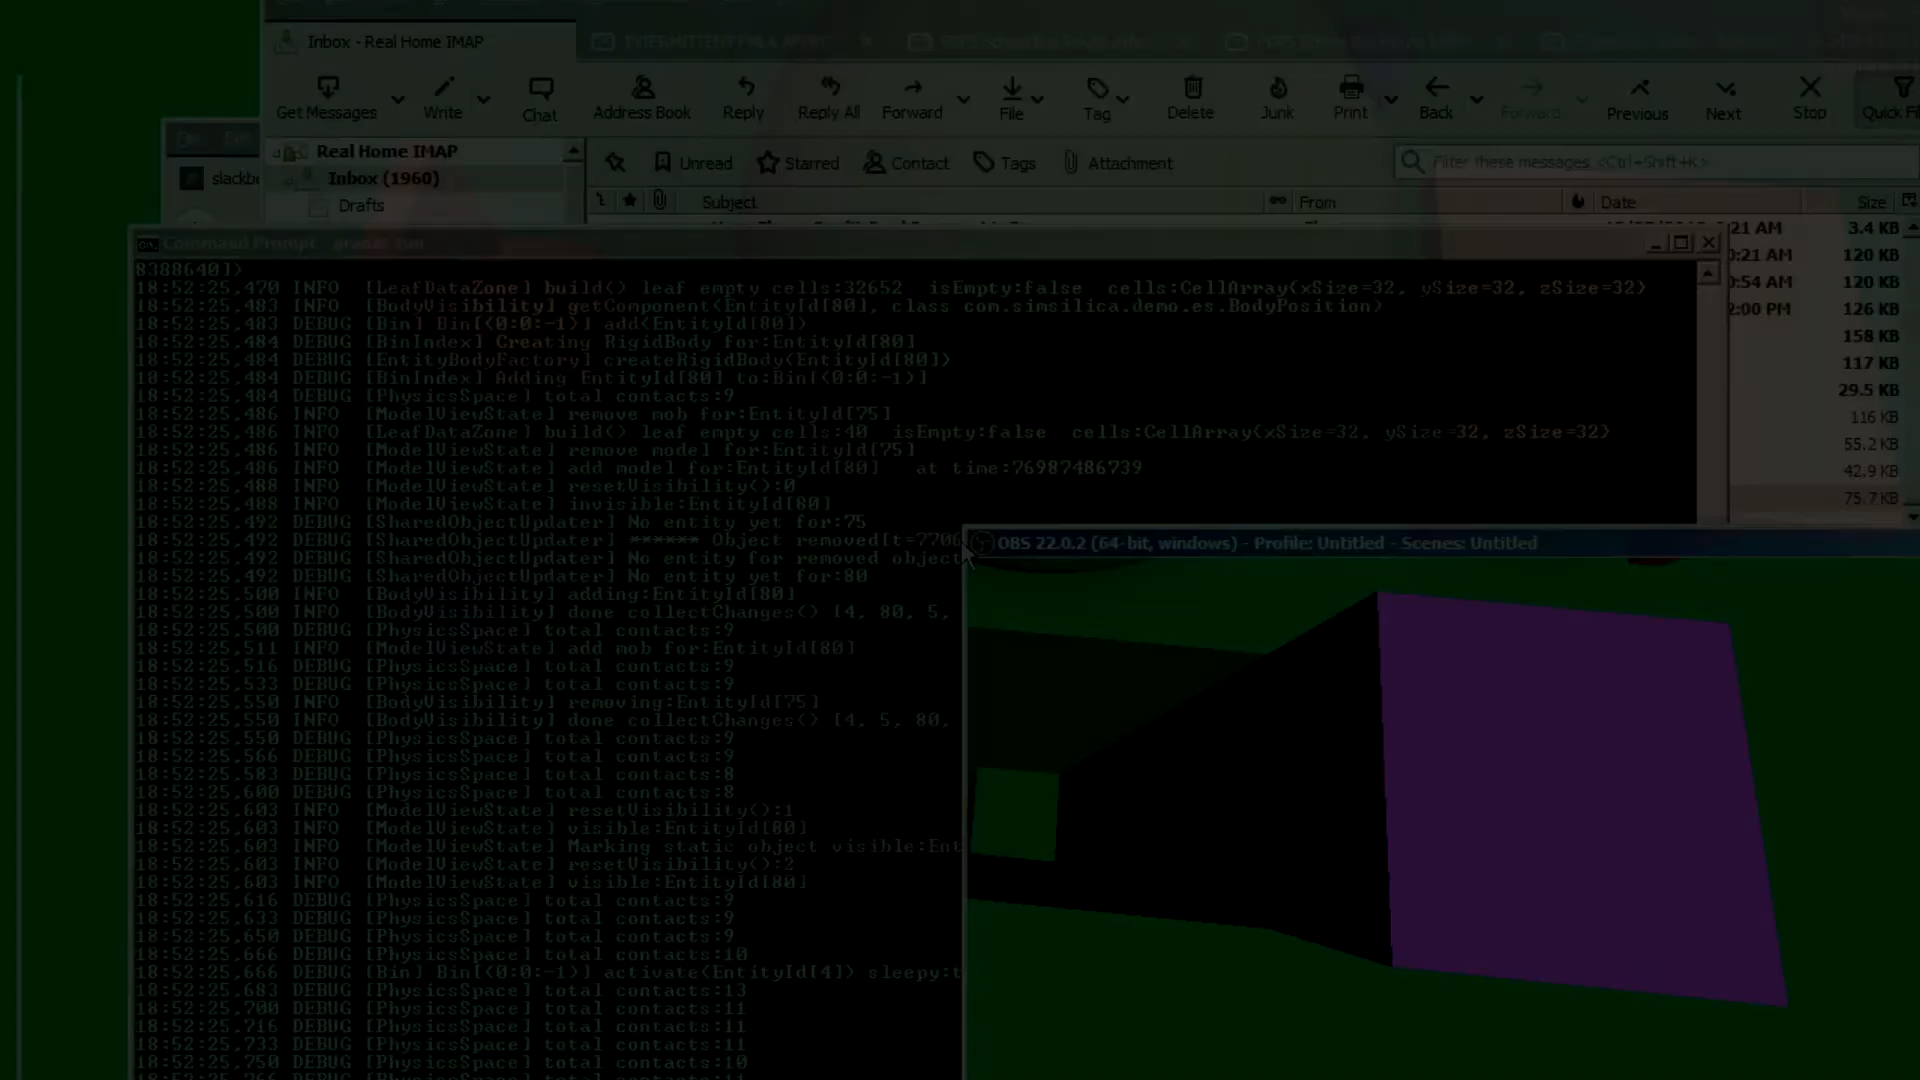 Inbox - Real Home IMAP
Get Messages Write Chat Address Book Reply Reply All Forward File Tag Delete Junk Print Back Forward Previous Next Stop Quick
Real Home IMAP
Unread Starred Contact Tags Attachment
Filter these messages <Ctrl+Shift+K>
Inbox (1960)
Drafts
Subject From Date Size
Command Prompt
21 AM 3.4 KB
0:21 AM 120 KB
0:54 AM 120 KB
2:00 PM 126 KB
158 KB
117 KB
29.5 KB
116 KB
55.2 KB
42.9 KB
75.7 KB
8388640])
18:52:25,470 INFO [LeafDataZone] build() leaf empty cells:32652 isEmpty:false cells:CellArray(xSize=32, ySize=32, zSize=32)
18:52:25,483 INFO [BodyVisibility] getComponent(EntityId[80], class com.simsilica.demo.es.BodyPosition)
18:52:25,483 DEBUG [Bin] Bin[(0:0:-1)] add(EntityId[80])
18:52:25,484 DEBUG [BinIndex] Creating RigidBody for:EntityId[80]
18:52:25,484 DEBUG [EntityBodyFactory] createRigidBody(EntityId[80])
18:52:25,484 DEBUG [BinIndex] Adding EntityId[80] to:Bin[(0:0:-1)]
18:52:25,484 DEBUG [PhysicsSpace] total contacts:9
18:52:25,486 INFO [ModelViewState] remove mob for:EntityId[75]
18:52:25,486 INFO [LeafDataZone] build() leaf empty cells:40 isEmpty:false cells:CellArray(xSize=32, ySize=32, zSize=32)
18:52:25,486 INFO [ModelViewState] remove model for:EntityId[75]
18:52:25,486 INFO [ModelViewState] add model for:EntityId[80] at time:76987486739
18:52:25,488 INFO [ModelViewState] resetVisibility():0
18:52:25,488 INFO [ModelViewState] invisible:EntityId[80]
18:52:25,492 DEBUG [SharedObjectUpdater] No entity yet for:75
18:52:25,492 DEBUG [SharedObjectUpdater] ****** Object removed[t=7706
18:52:25,492 DEBUG [SharedObjectUpdater] No entity for removed object
18:52:25,492 DEBUG [SharedObjectUpdater] No entity yet for:80
18:52:25,500 INFO [BodyVisibility] adding:EntityId[80]
18:52:25,500 INFO [BodyVisibility] done collectChanges() [4, 80, 5,
18:52:25,500 DEBUG [PhysicsSpace] total contacts:9
18:52:25,511 INFO [ModelViewState] add mob for:EntityId[80]
18:52:25,516 DEBUG [PhysicsSpace] total contacts:9
18:52:25,533 DEBUG [PhysicsSpace] total contacts:9
18:52:25,550 INFO [BodyVisibility] removing:EntityId[75]
18:52:25,550 INFO [BodyVisibility] done collectChanges() [4, 5, 80,
18:52:25,550 DEBUG [PhysicsSpace] total contacts:9
18:52:25,566 DEBUG [PhysicsSpace] total contacts:9
18:52:25,583 DEBUG [PhysicsSpace] total contacts:8
18:52:25,600 DEBUG [PhysicsSpace] total contacts:8
18:52:25,603 INFO [ModelViewState] resetVisibility():1
18:52:25,603 INFO [ModelViewState] visible:EntityId[80]
18:52:25,603 INFO [ModelViewState] Marking static object visible:Ent
18:52:25,603 INFO [ModelViewState] resetVisibility():2
18:52:25,603 INFO [ModelViewState] visible:EntityId[80]
18:52:25,616 DEBUG [PhysicsSpace] total contacts:9
18:52:25,633 DEBUG [PhysicsSpace] total contacts:9
18:52:25,650 DEBUG [PhysicsSpace] total contacts:9
18:52:25,666 DEBUG [PhysicsSpace] total contacts:10
18:52:25,666 DEBUG [Bin] Bin[(0:0:-1)] activate(EntityId[4]) sleepy:t
18:52:25,683 DEBUG [PhysicsSpace] total contacts:13
18:52:25,700 DEBUG [PhysicsSpace] total contacts:11
18:52:25,716 DEBUG [PhysicsSpace] total contacts:11
18:52:25,733 DEBUG [PhysicsSpace] total contacts:11
18:52:25,750 DEBUG [PhysicsSpace] total contacts:10
OBS 22.0.2 (64-bit, windows) - Profile: Untitled - Scenes: Untitled